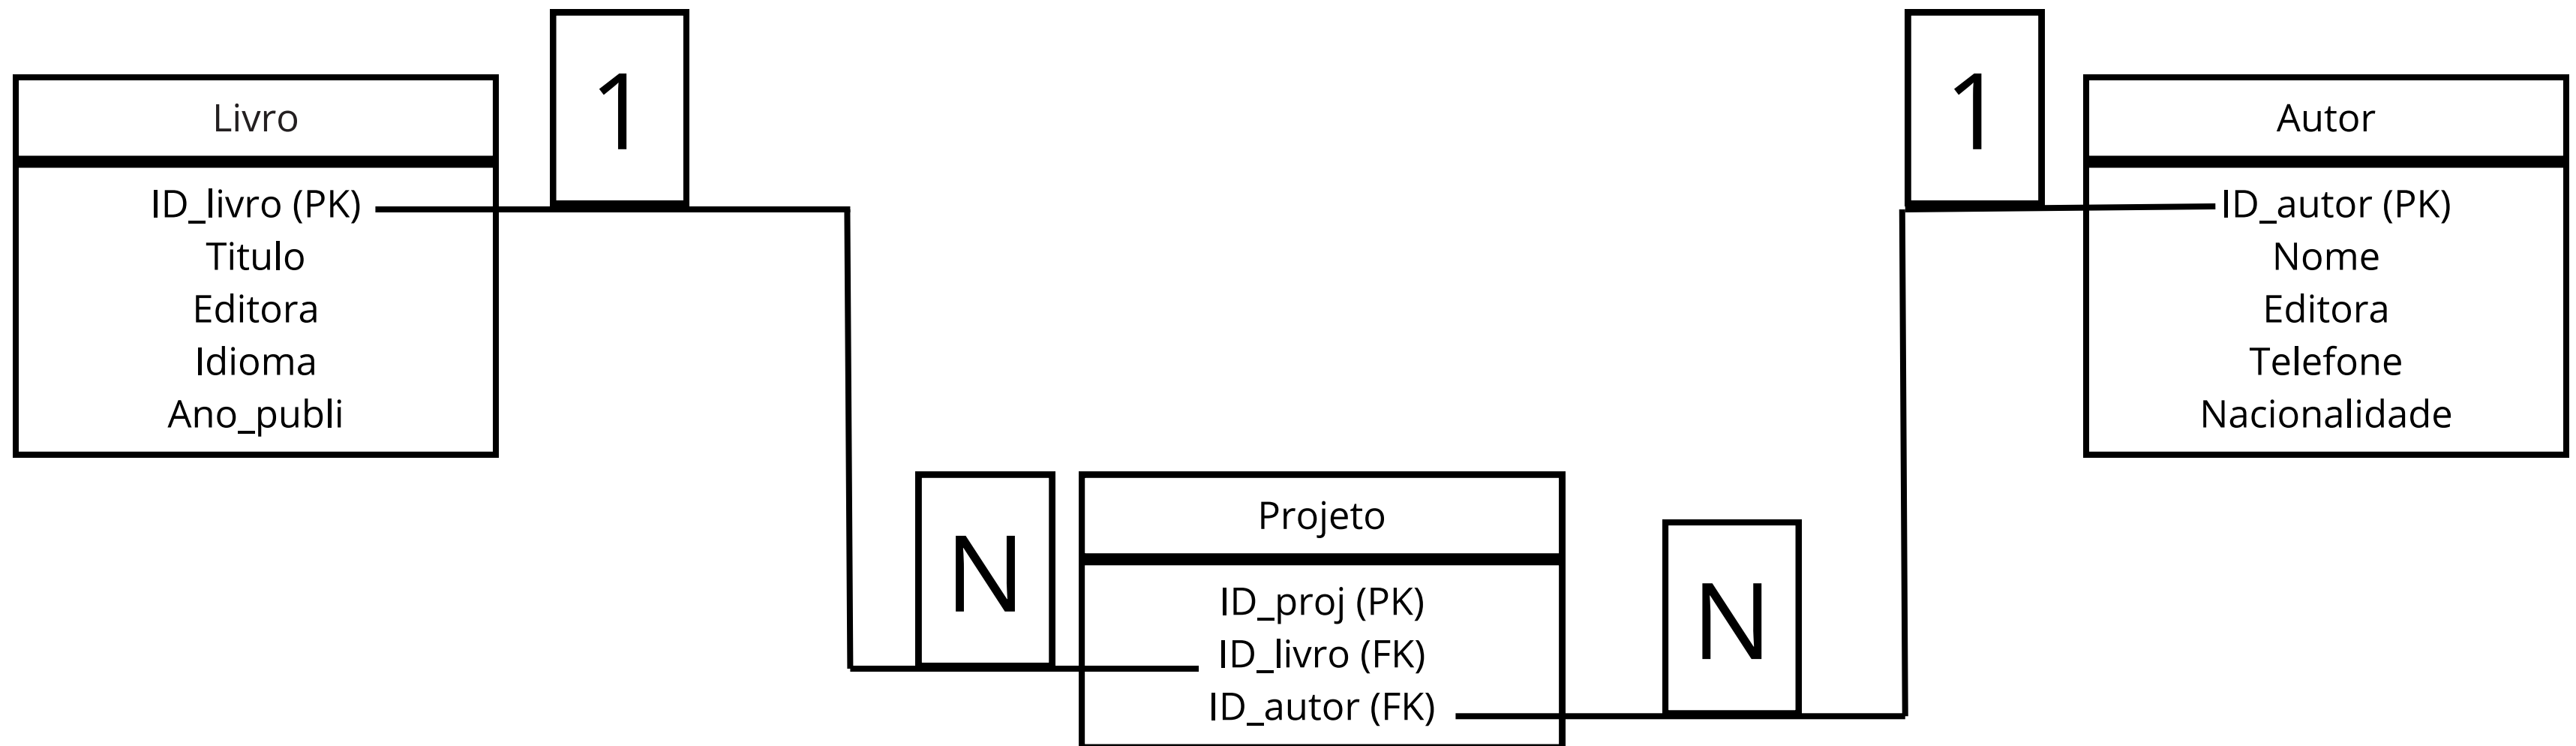 Livro
ID_livro (PK)
Titulo
Editora
Idioma
Ano_publi
1
1
Autor
ID_autor (PK)
Nome
Editora
Telefone
Nacionalidade
N
Projeto
ID_proj (PK)
ID_livro (FK)
ID_autor (FK)
N